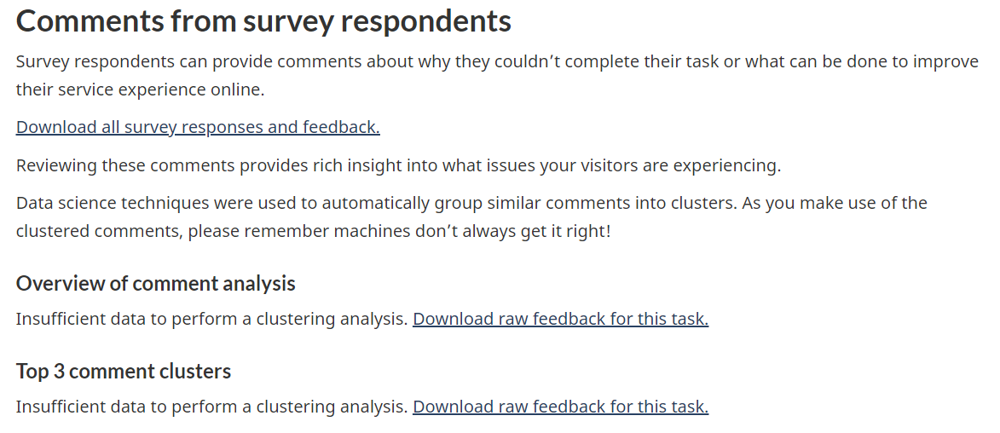 Comments from survey respondents
Survey respondents can provide comments about why they couldn’t complete their task or what can be done to improve
their service experience online.
Download all survey responses and feedback.
Reviewing these comments provides rich insight into what issues your visitors are experiencing.
Data science techniques were used to automatically group similar comments into clusters. As you make use of the
clustered comments, please remember machines don’t always get it right!
Overview of comment analysis
Insufficient data to perform a clustering analysis. Download raw feedback for this task.
Top 3 comment clusters
Insufficient data to perform a clustering analysis. Download raw feedback for this task.